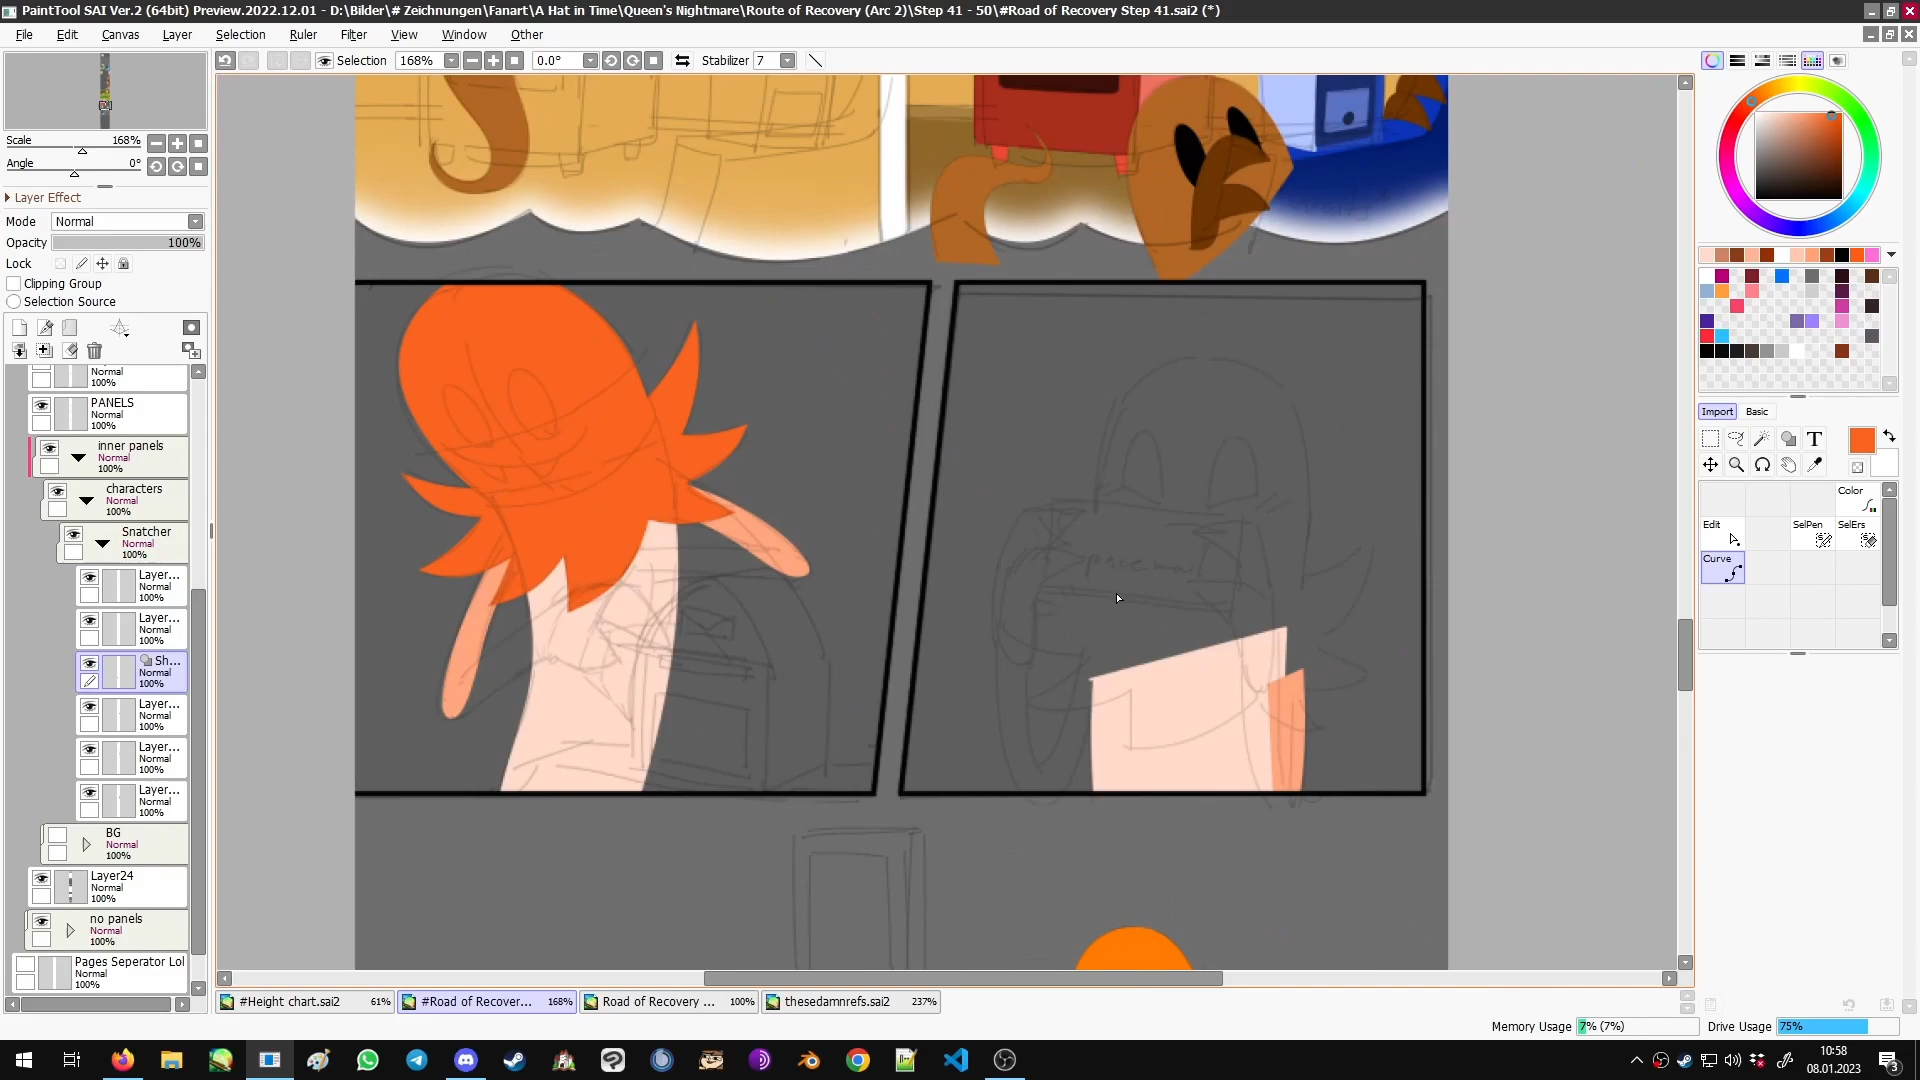 PaintTool SAI Ver.2 (64bit) Preview.2022.12.01 - D:\Bilder\# Zeichnungen\Fanart\A Hat in Time\Queen's Nightmare\Route of Recovery (Arc 2)\Step 41 - 50\#Road of Recovery Step 41.sai2 (*)
File Edit Canvas Layer Selection Ruler Filter View Window Other
Selection 168% 0.0° Stabilizer 7
Scale 168%
Angle 0°
Layer Effect
Mode Normal
Opacity 100%
Lock
Clipping Group
Selection Source
Normal
100%
PANELS
Normal
100%
inner panels
Normal
100%
characters
Normal
100%
Snatcher
Normal
100%
Layer...
Normal
100%
Layer...
Normal
100%
Sh...
Normal
100%
Layer...
Normal
100%
Layer...
Normal
100%
Layer...
Normal
100%
BG
Normal
100%
Layer24
Normal
100%
no panels
Normal
100%
Pages Seperator Lol
Normal
100%
Import Basic
T
Color
Edit SelPen SelErs
Curve
#Height chart.sai2 61% #Road of Recover... 168% Road of Recovery ... 100% thesedamnrefs.sai2 237%
Memory Usage 7% (7%) Drive Usage 75%
10:58
08.01.2023
3